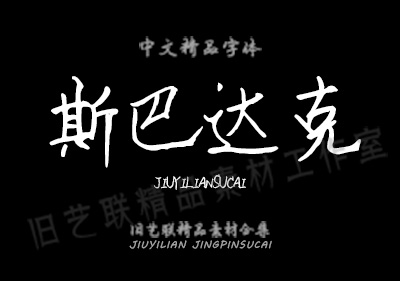 中文精品字体
斯巴达克
JIUYILIANSUCAI
旧艺联精品素材工作室
旧艺联精品素材合集
JIUYILIAN JINGPINSUCAI